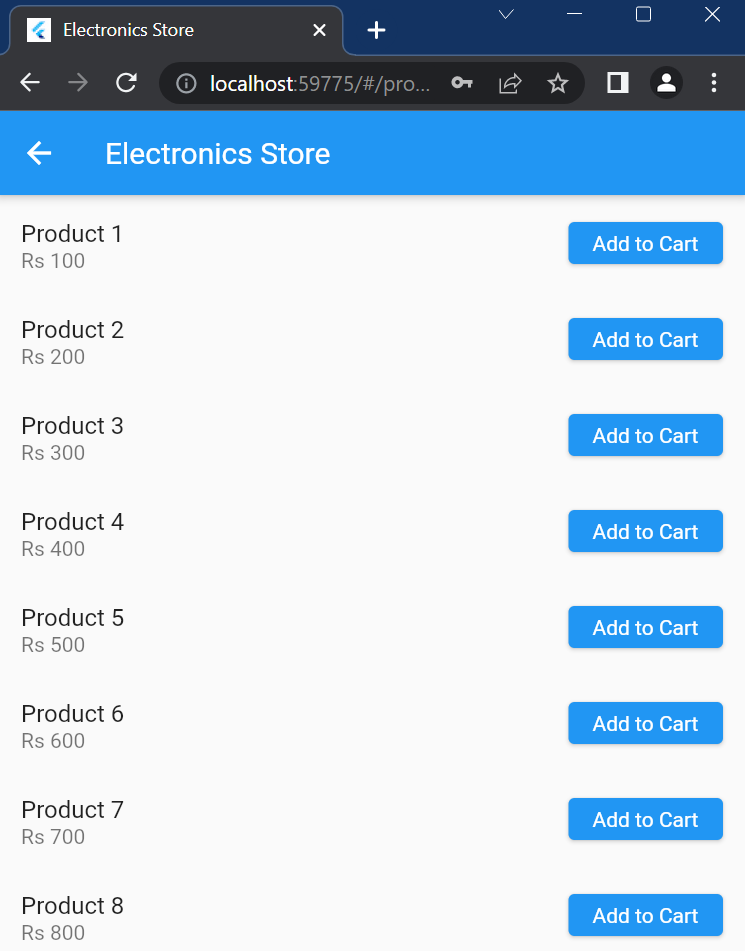 Electronics Store
localhost:59775/#/pro...
Electronics Store
Product 1
Rs 100
Add to Cart
Product 2
Rs 200
Add to Cart
Product 3
Rs 300
Add to Cart
Product 4
Rs 400
Add to Cart
Product 5
Rs 500
Add to Cart
Product 6
Rs 600
Add to Cart
Product 7
Rs 700
Add to Cart
Product 8
Rs 800
Add to Cart